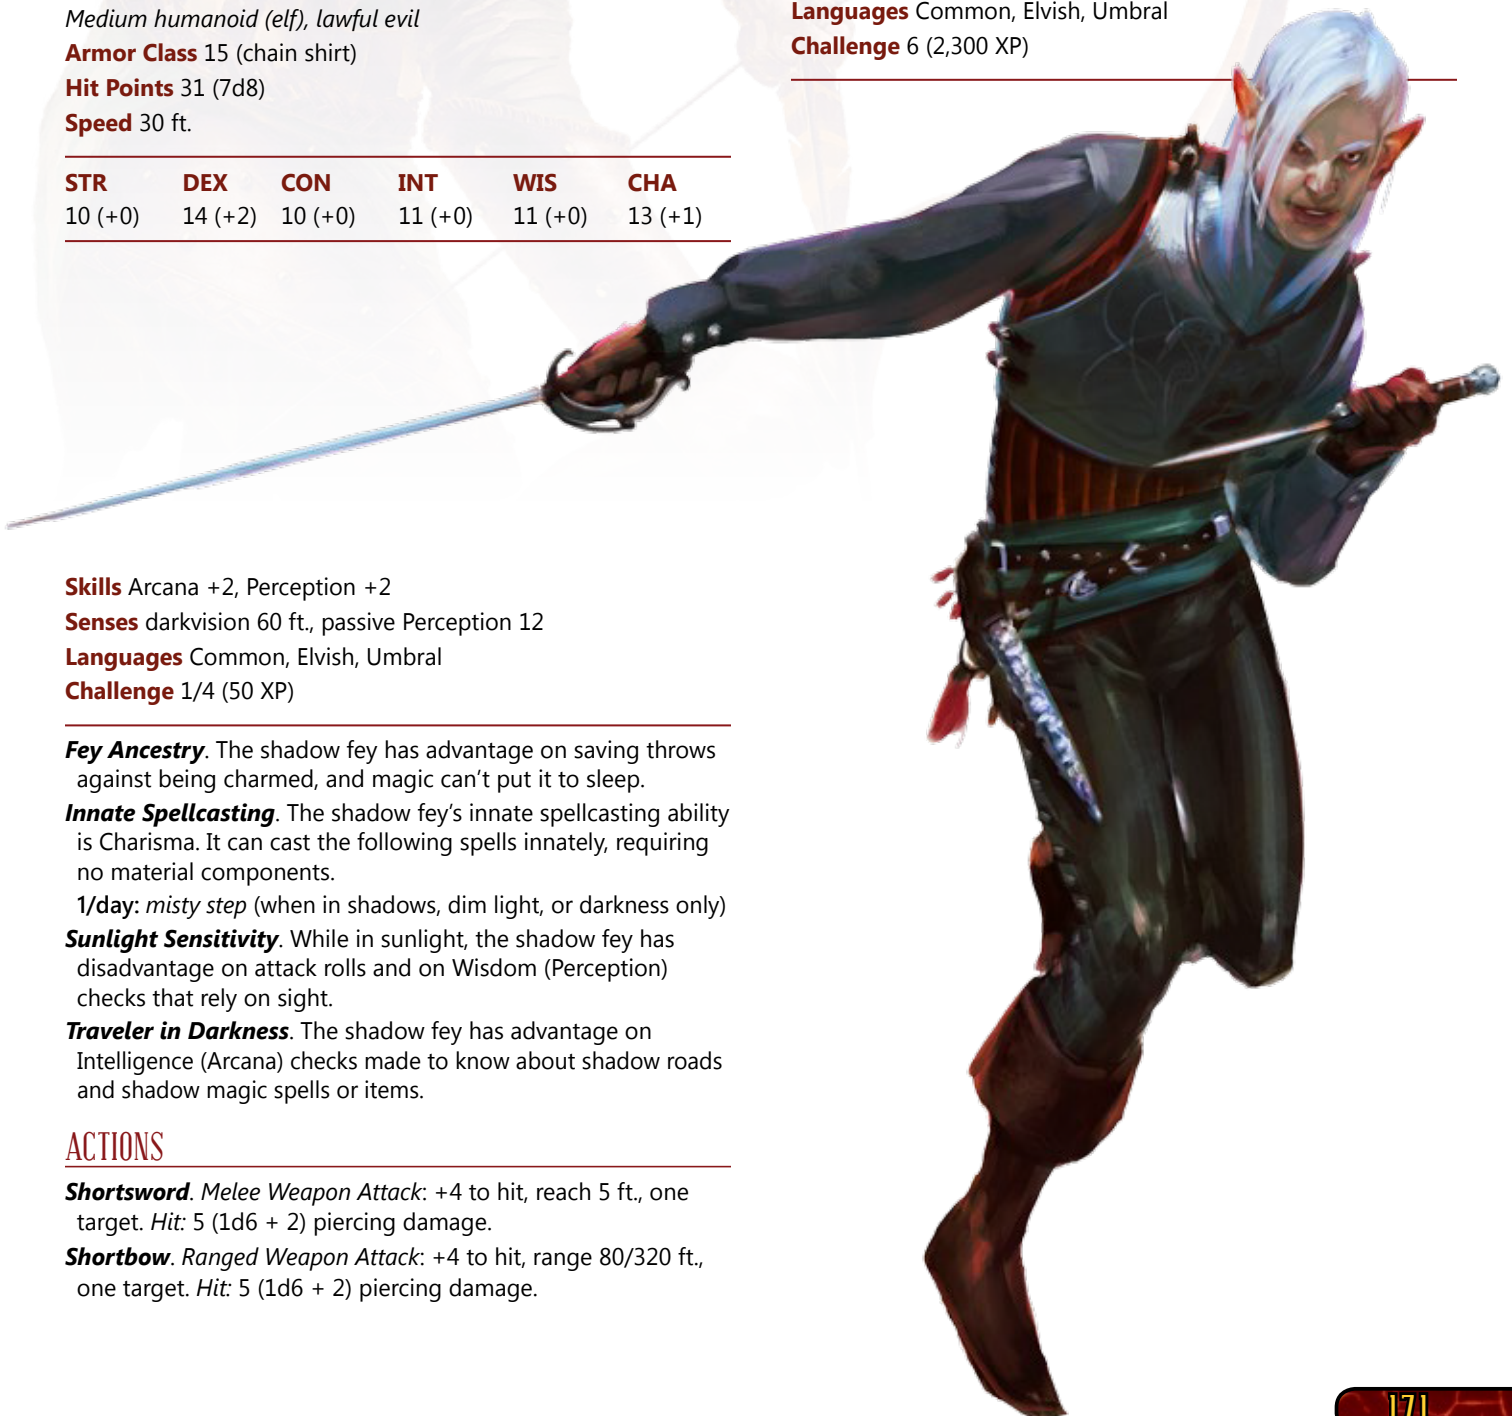 Medium humanoid (elf), lawful evil
Armor Class 15 (chain shirt)
Hit Points 31 (7d8)
Speed 30 ft.
STR DEX CON INT WIS CHA
10 (+0) 14 (+2) 10 (+0) 11 (+0) 11 (+0) 13 (+1)
Skills Arcana +2, Perception +2
Senses darkvision 60 ft., passive Perception 12
Languages Common, Elvish, Umbral
Challenge 1/4 (50 XP)
Fey Ancestry. The shadow fey has advantage on saving throws
against being charmed, and magic can't put it to sleep.
Innate Spellcasting. The shadow fey's innate spellcasting ability
is Charisma. It can cast the following spells innately, requiring
no material components.
1/day: misty step (when in shadows, dim light, or darkness only)
Sunlight Sensitivity. While in sunlight, the shadow fey has
disadvantage on attack rolls and on Wisdom (Perception)
checks that rely on sight.
Traveler in Darkness. The shadow fey has advantage on
Intelligence (Arcana) checks made to know about shadow roads
and shadow magic spells or items.
ACTIONS
Shortsword. Melee Weapon Attack: +4 to hit, reach 5 ft., one
target. Hit: 5 (1d6 + 2) piercing damage.
Shortbow. Ranged Weapon Attack: +4 to hit, range 80/320 ft.,
one target. Hit: 5 (1d6 + 2) piercing damage.
Languages Common, Elvish, Umbral
Challenge 6 (2,300 XP)
171